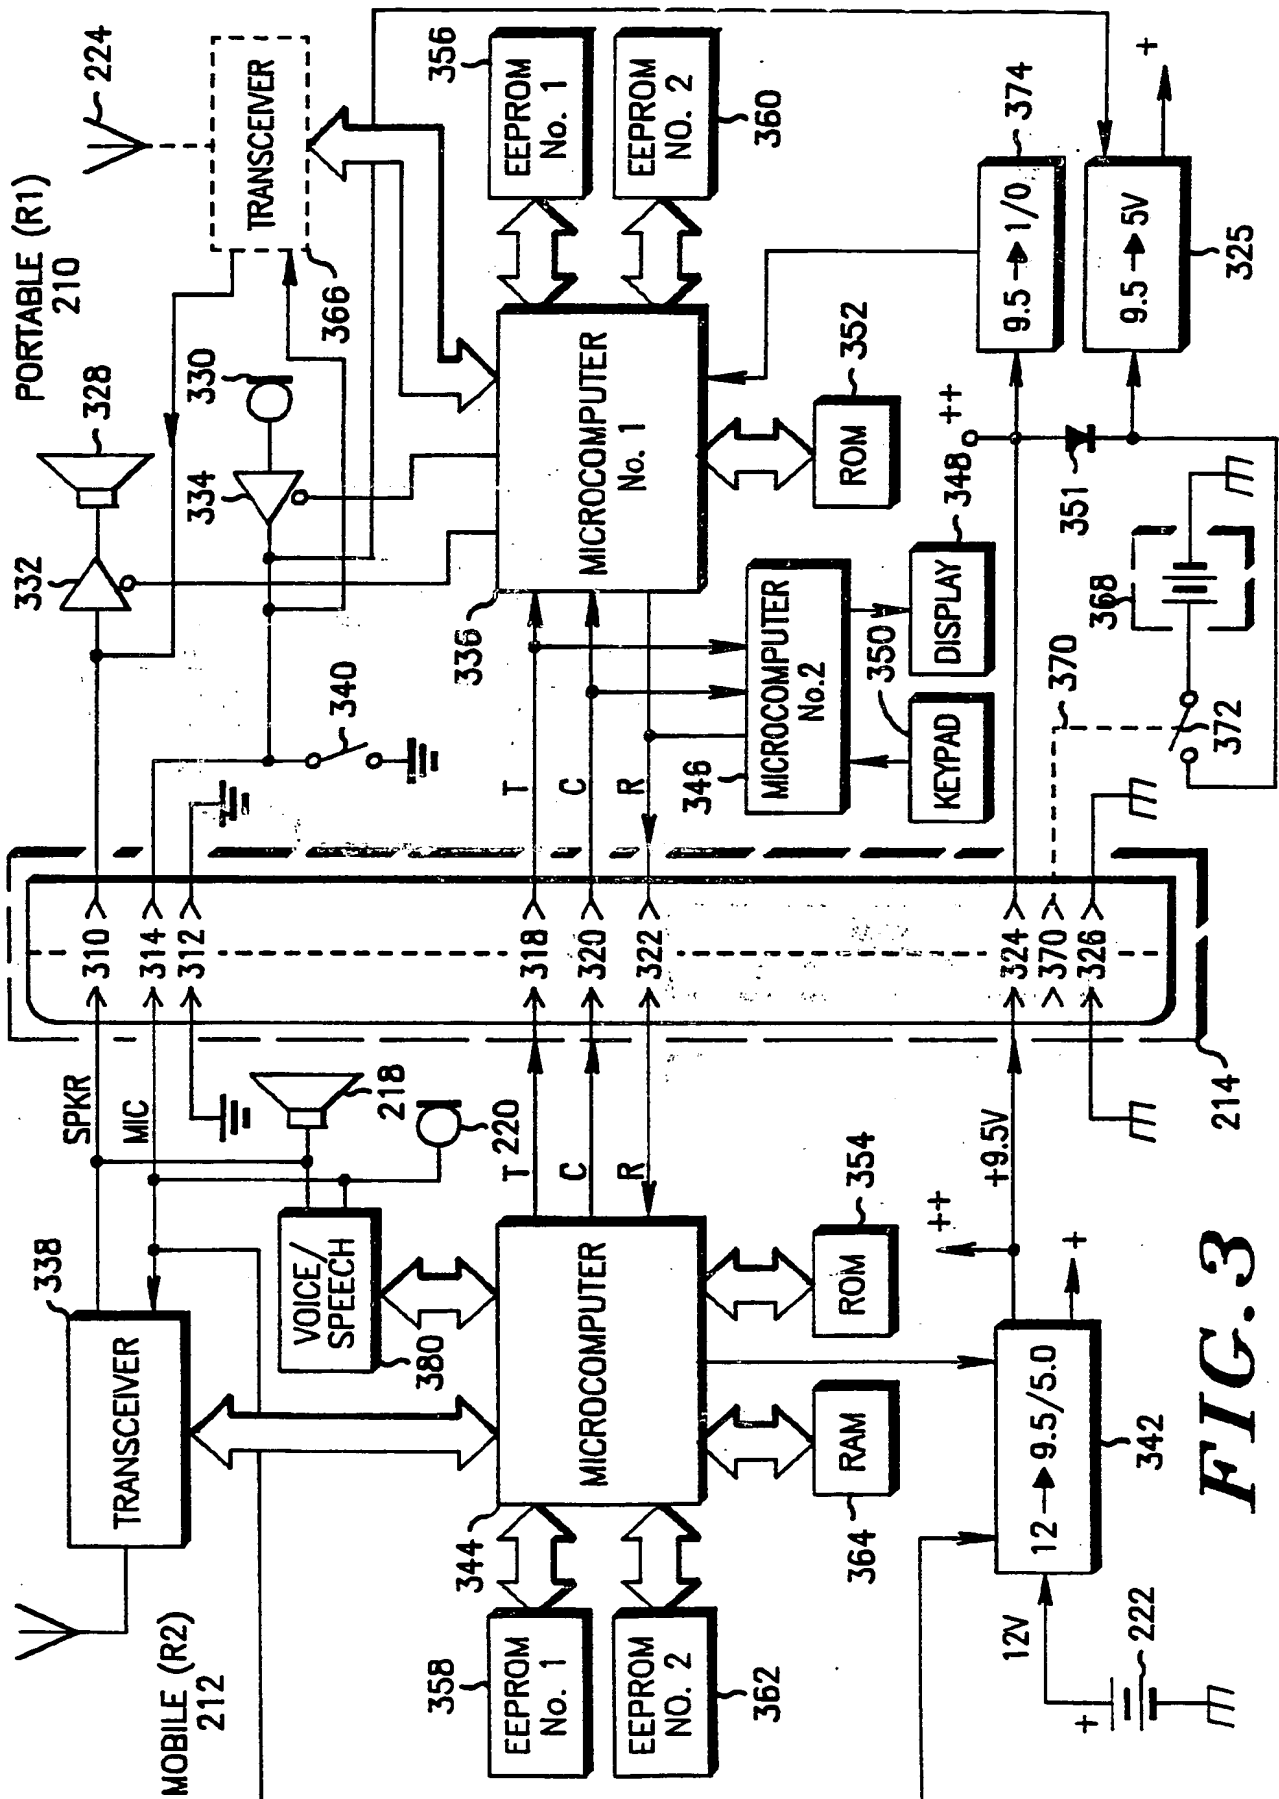 MOBILE (R2)
212
TRANSCEIVER
338
SPKR
MIC
VOICE/
SPEECH
380
218
220
EEPROM
No. 1
358
EEPROM
NO. 2
362
MICROCOMPUTER
344
T
C
R
RAM
364
ROM
354
12V
+
222
12→9.5/5.0
342
++
+
+9.5V
310
314
312
318
320
322
324
370
326
214
PORTABLE (R1)
210
224
TRANSCEIVER
366
328
332
330
334
340
T
C
R
MICROCOMPUTER
No. 1
336
EEPROM
No. 1
356
EEPROM
NO. 2
360
ROM
352
MICROCOMPUTER
No.2
346
KEYPAD
350
DISPLAY
348
++
351
9.5→1/0
374
9.5→5V
325
+
368
370
372
FIG.3